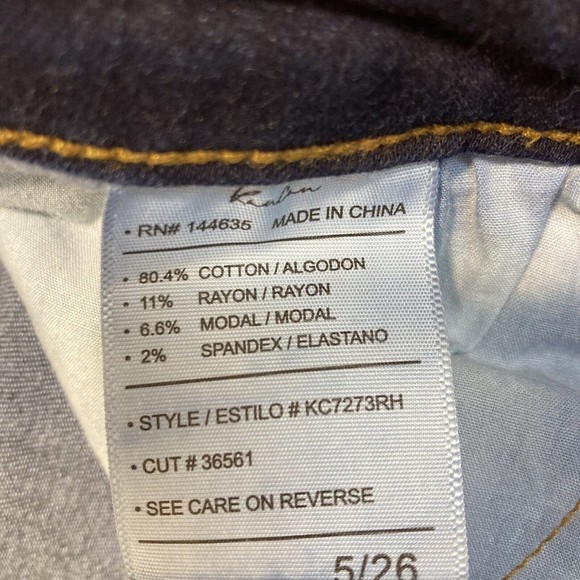 KanCan
• RN# 144635 MADE IN CHINA
• 80.4% COTTON / ALGODON
• 11% RAYON / RAYON
• 6.6% MODAL / MODAL
• 2% SPANDEX / ELASTANO
• STYLE / ESTILO # KC7273RH
• CUT # 36561
• SEE CARE ON REVERSE
5/26